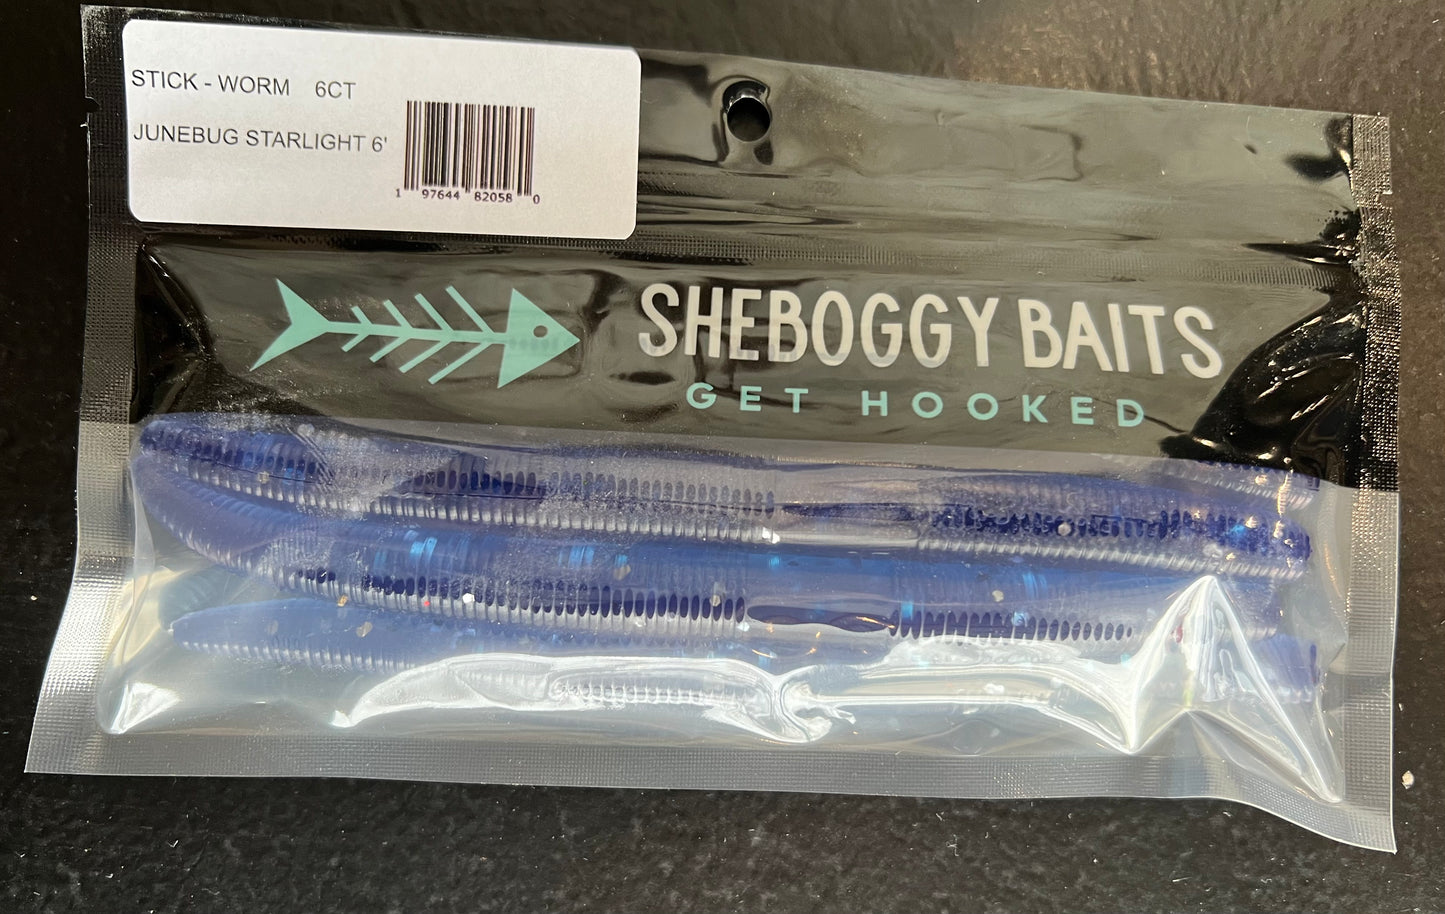 STICK - WORM 6CT
JUNEBUG STARLIGHT 6'
1 97644 82058 0
SHEBOGGY BAITS
GET HOOKED